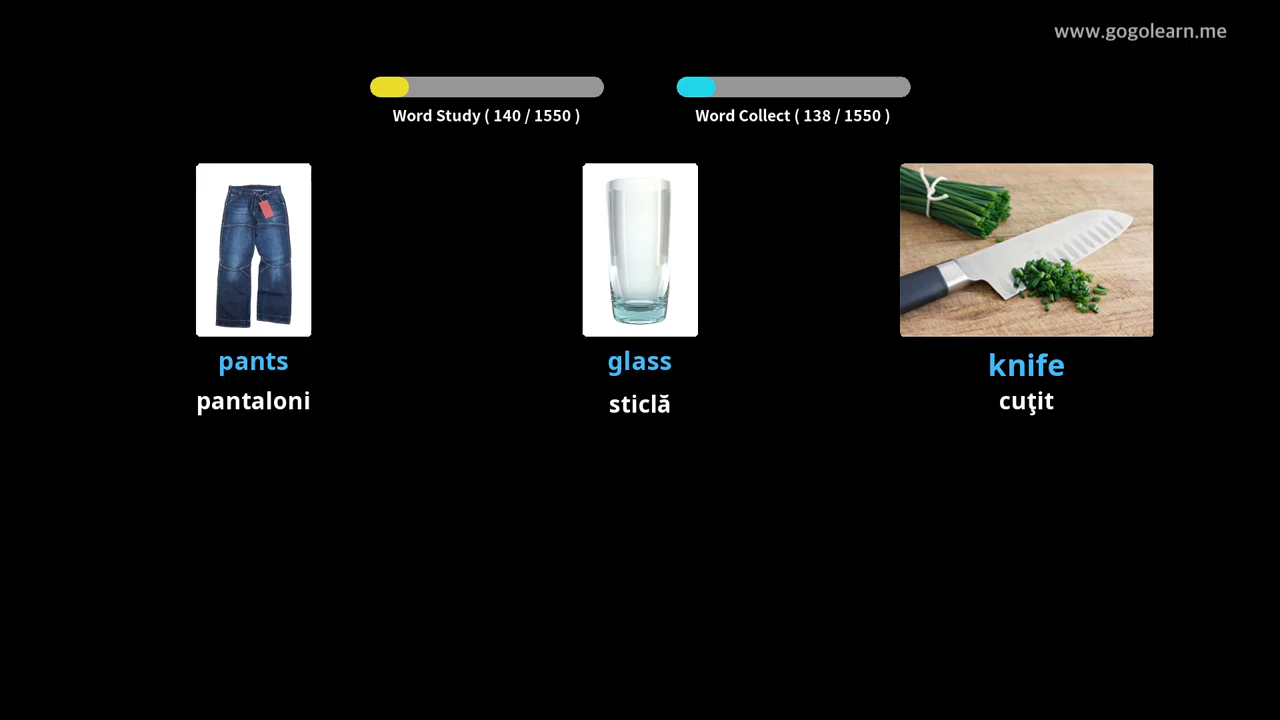 www.gogolearn.me
Word Study ( 140 / 1550 )
Word Collect ( 138 / 1550 )
pants
glass
knife
pantaloni
sticlă
cuţit